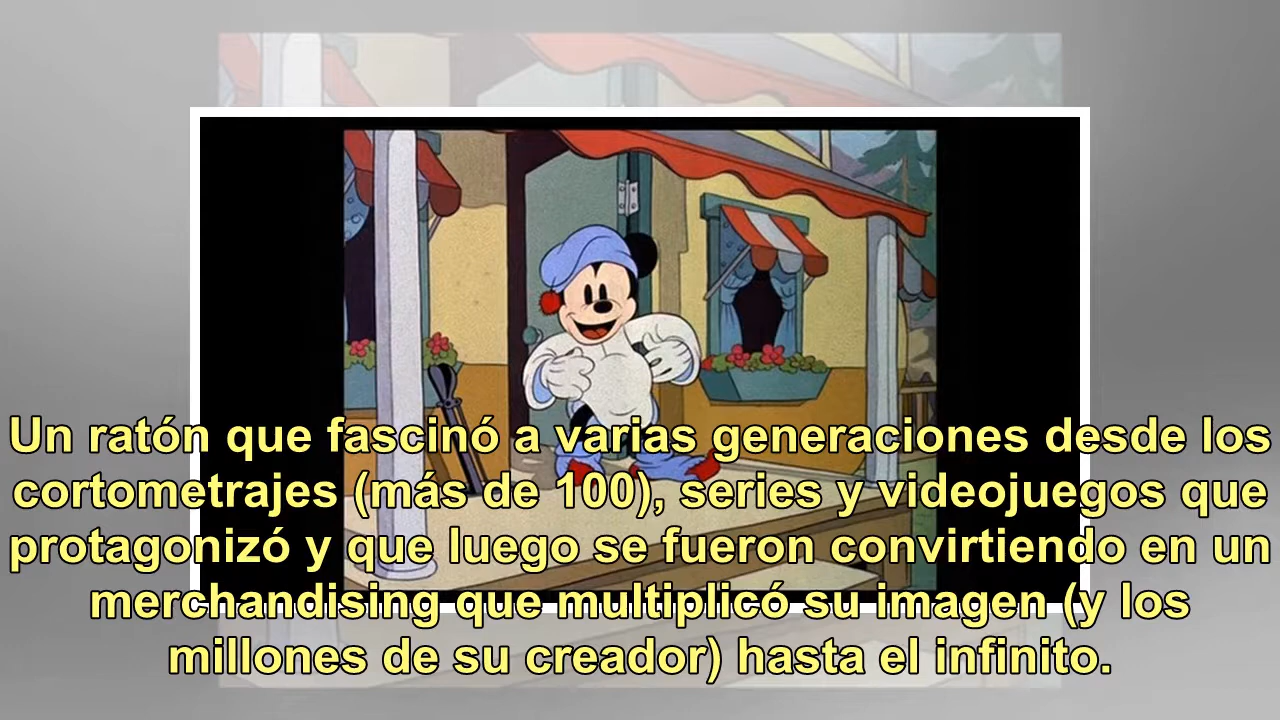 Un ratón que fascinó a varias generaciones desde los
cortometrajes (más de 100), series y videojuegos que
protagonizó y que luego se fueron convirtiendo en un
merchandising que multiplicó su imagen (y los
millones de su creador) hasta el infinito.